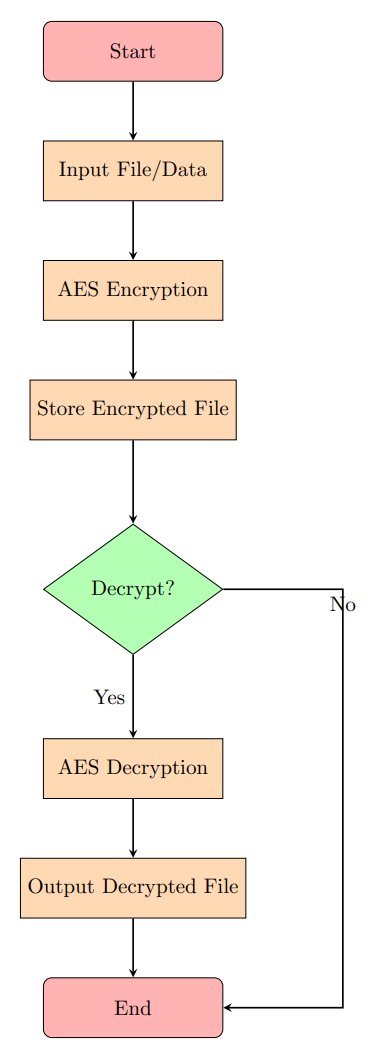 Start
Input File/Data
AES Encryption
Store Encrypted File
Decrypt?
No
Yes
AES Decryption
Output Decrypted File
End